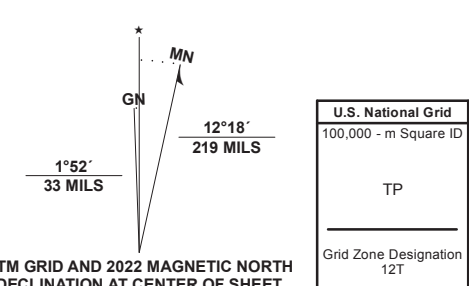 ★
MN
GN
12°18´
219 MILS
1°52´
33 MILS
TM GRID AND 2022 MAGNETIC NORTH
DECLINATION AT CENTER OF SHEET
U.S. National Grid
100,000 - m Square ID
TP
Grid Zone Designation
12T